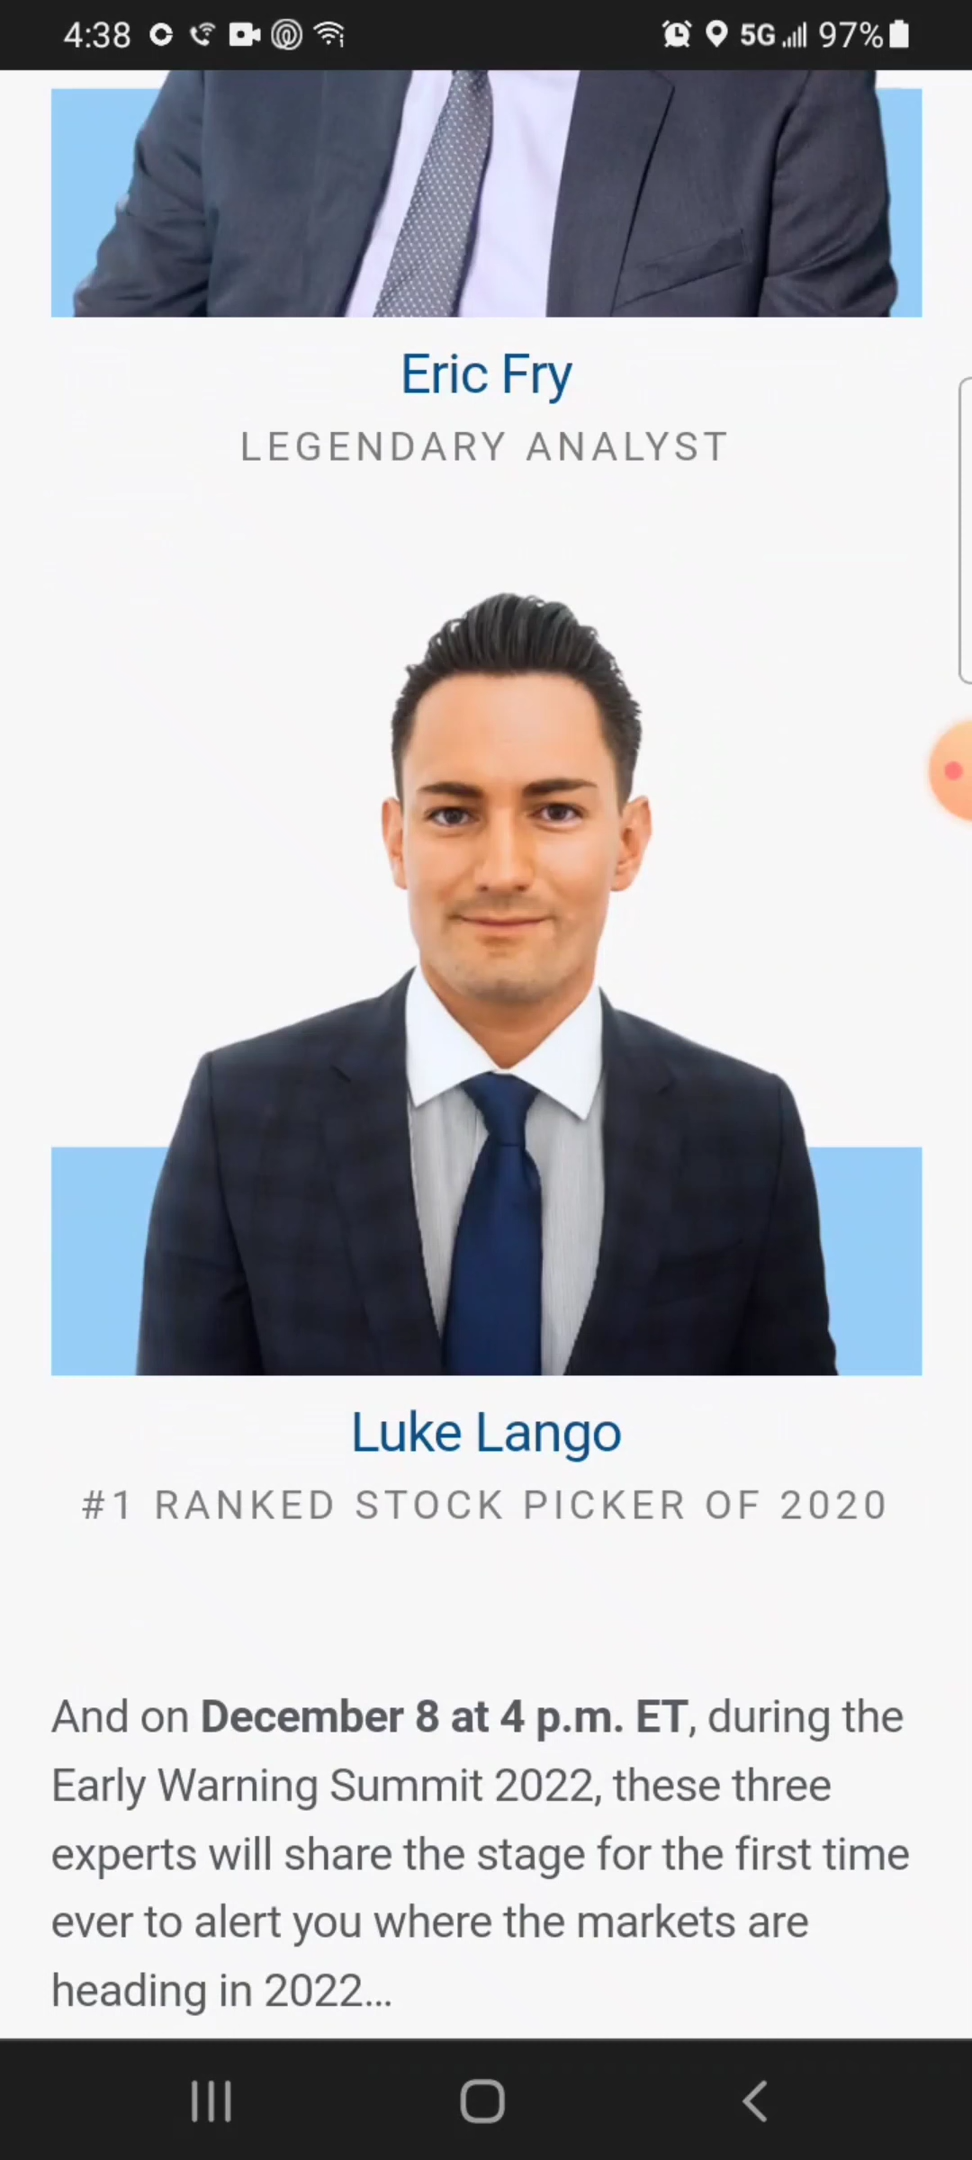 4:38
5G 97%
Eric Fry
LEGENDARY ANALYST
Luke Lango
#1 RANKED STOCK PICKER OF 2020
And on December 8 at 4 p.m. ET, during the
Early Warning Summit 2022, these three
experts will share the stage for the first time
ever to alert you where the markets are
heading in 2022...